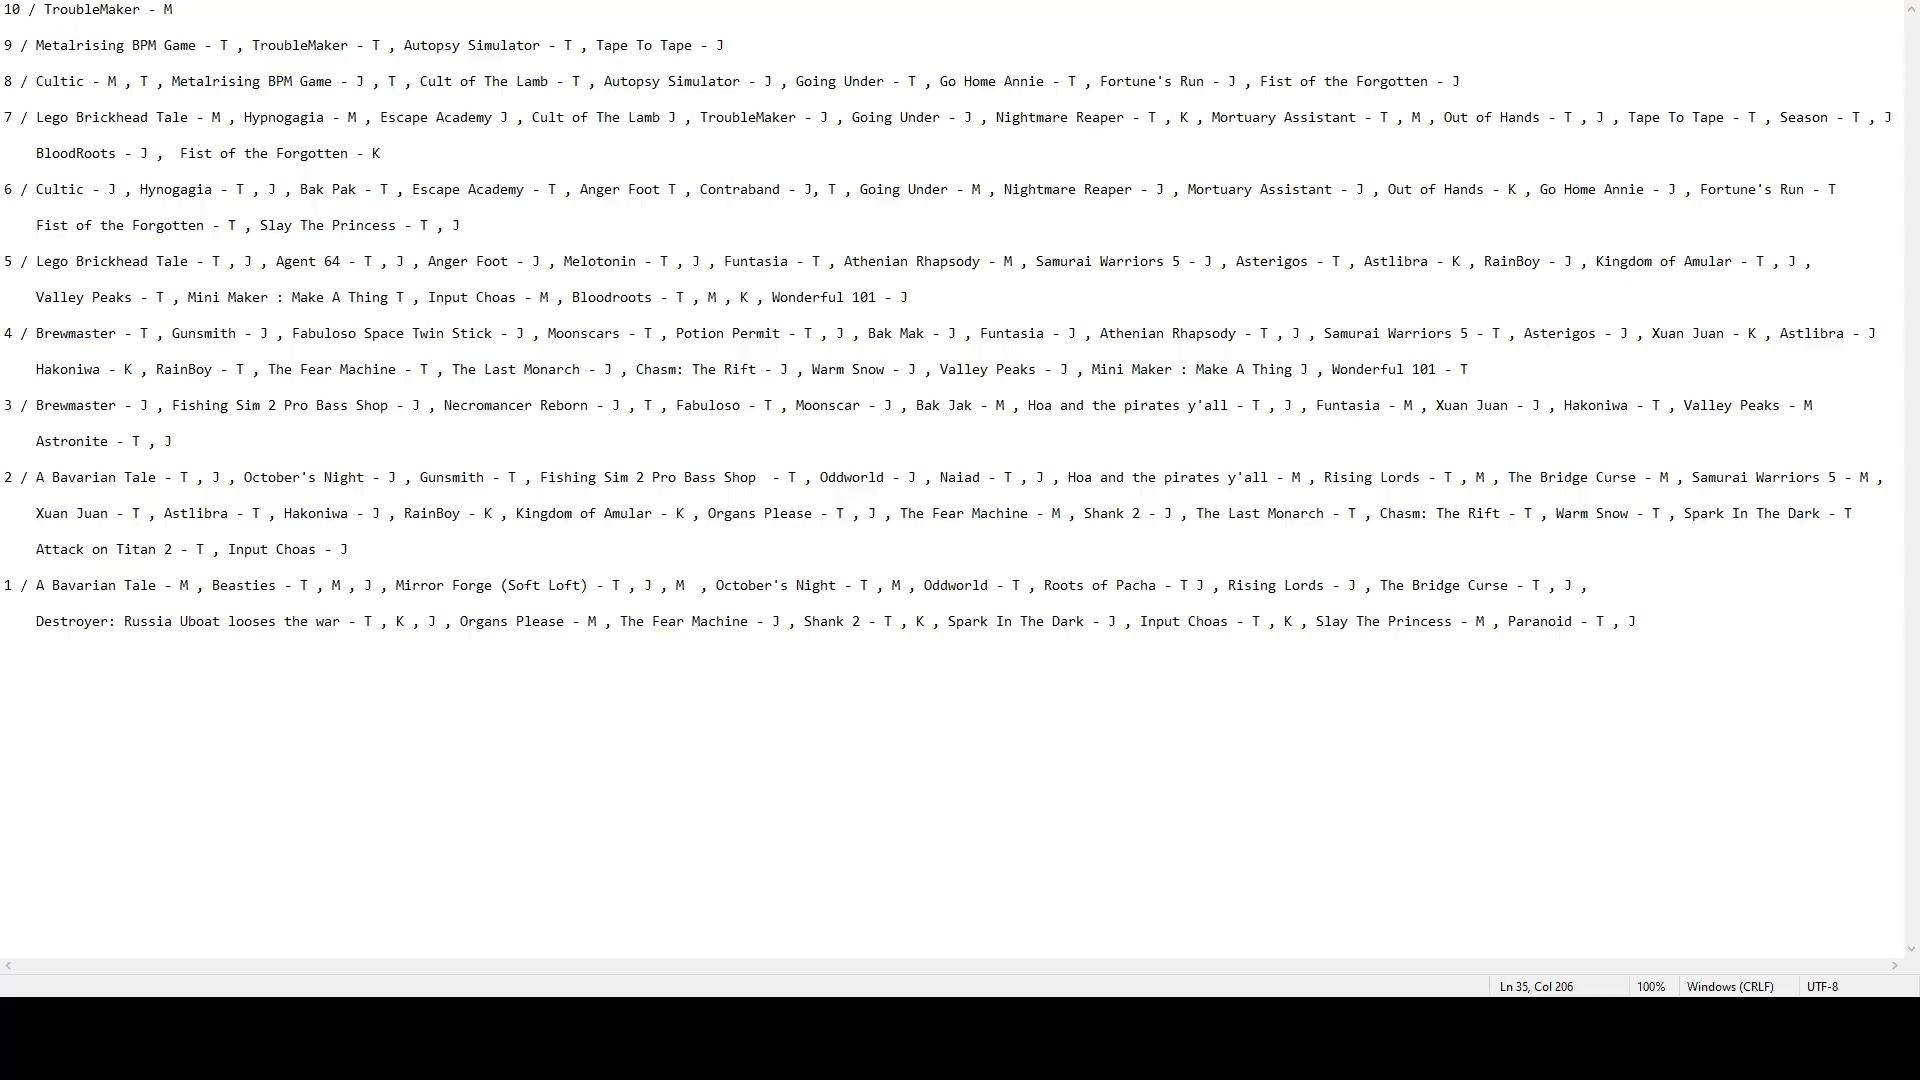 10 / TroubleMaker - M
9 / Metalrising BPM Game - T , TroubleMaker - T , Autopsy Simulator - T , Tape To Tape - J
8 / Cultic - M , T , Metalrising BPM Game - J , T , Cult of The Lamb - T , Autopsy Simulator - J , Going Under - T , Go Home Annie - T , Fortune's Run - J , Fist of the Forgotten - J
7 / Lego Brickhead Tale - M , Hypnogagia - M , Escape Academy J , Cult of The Lamb J , TroubleMaker - J , Going Under - J , Nightmare Reaper - T , K , Mortuary Assistant - T , M , Out of Hands - T , J , Tape To Tape - T , Season - T , J
BloodRoots - J ,  Fist of the Forgotten - K
6 / Cultic - J , Hynogagia - T , J , Bak Pak - T , Escape Academy - T , Anger Foot T , Contraband - J, T , Going Under - M , Nightmare Reaper - J , Mortuary Assistant - J , Out of Hands - K , Go Home Annie - J , Fortune's Run - T
Fist of the Forgotten - T , Slay The Princess - T , J
5 / Lego Brickhead Tale - T , J , Agent 64 - T , J , Anger Foot - J , Melotonin - T , J , Funtasia - T , Athenian Rhapsody - M , Samurai Warriors 5 - J , Asterigos - T , Astlibra - K , RainBoy - J , Kingdom of Amular - T , J ,
Valley Peaks - T , Mini Maker : Make A Thing T , Input Choas - M , Bloodroots - T , M , K , Wonderful 101 - J
4 / Brewmaster - T , Gunsmith - J , Fabuloso Space Twin Stick - J , Moonscars - T , Potion Permit - T , J , Bak Mak - J , Funtasia - J , Athenian Rhapsody - T , J , Samurai Warriors 5 - T , Asterigos - J , Xuan Juan - K , Astlibra - J
Hakoniwa - K , RainBoy - T , The Fear Machine - T , The Last Monarch - J , Chasm: The Rift - J , Warm Snow - J , Valley Peaks - J , Mini Maker : Make A Thing J , Wonderful 101 - T
3 / Brewmaster - J , Fishing Sim 2 Pro Bass Shop - J , Necromancer Reborn - J , T , Fabuloso - T , Moonscar - J , Bak Jak - M , Hoa and the pirates y'all - T , J , Funtasia - M , Xuan Juan - J , Hakoniwa - T , Valley Peaks - M
Astronite - T , J
2 / A Bavarian Tale - T , J , October's Night - J , Gunsmith - T , Fishing Sim 2 Pro Bass Shop  - T , Oddworld - J , Naiad - T , J , Hoa and the pirates y'all - M , Rising Lords - T , M , The Bridge Curse - M , Samurai Warriors 5 - M ,
Xuan Juan - T , Astlibra - T , Hakoniwa - J , RainBoy - K , Kingdom of Amular - K , Organs Please - T , J , The Fear Machine - M , Shank 2 - J , The Last Monarch - T , Chasm: The Rift - T , Warm Snow - T , Spark In The Dark - T
Attack on Titan 2 - T , Input Choas - J
1 / A Bavarian Tale - M , Beasties - T , M , J , Mirror Forge (Soft Loft) - T , J , M  , October's Night - T , M , Oddworld - T , Roots of Pacha - T J , Rising Lords - J , The Bridge Curse - T , J ,
Destroyer: Russia Uboat looses the war - T , K , J , Organs Please - M , The Fear Machine - J , Shank 2 - T , K , Spark In The Dark - J , Input Choas - T , K , Slay The Princess - M , Paranoid - T , J
Ln 35, Col 206 100% Windows (CRLF) UTF-8